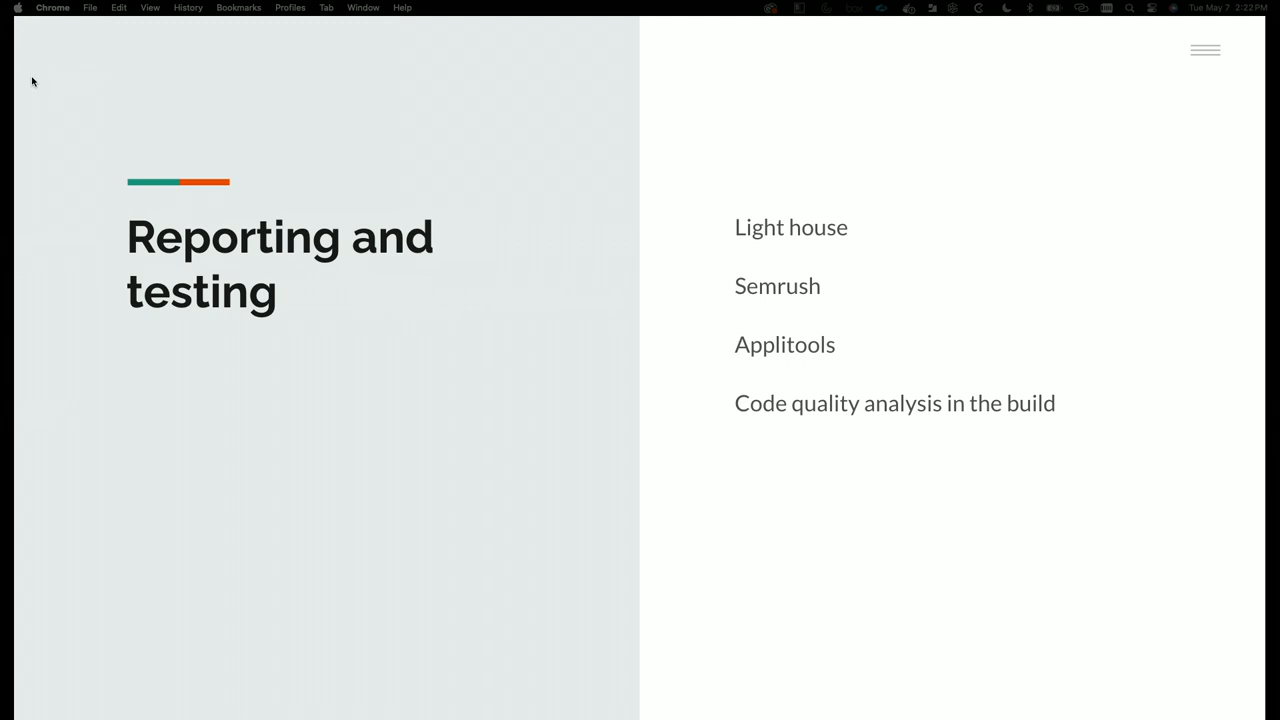 Chrome File Edit View History Bookmarks Profiles Tab Window Help
Tue May 7 2:22 PM
Reporting and
testing
Light house
Semrush
Applitools
Code quality analysis in the build